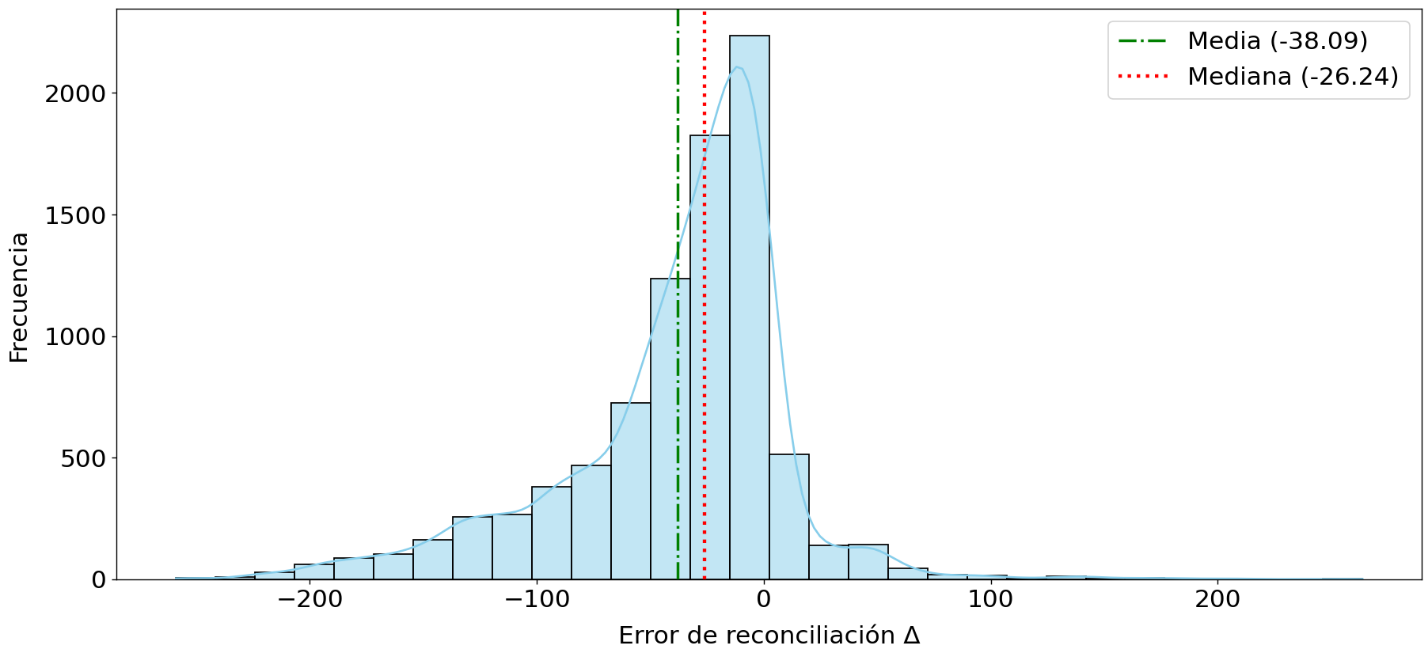 Media (-38.09)
Mediana (-26.24)
Frecuencia
2000
1500
1000
500
0
−200
−100
0
100
200
Error de reconciliación Δ